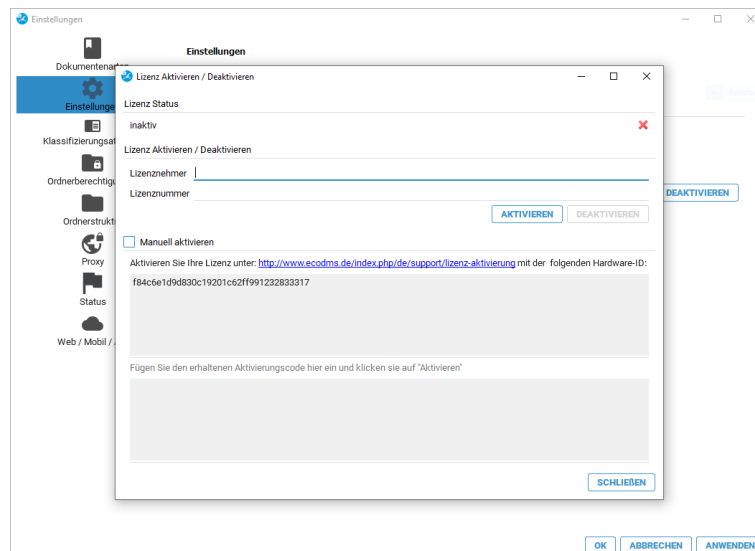 Einstellungen
Einstellungen
Dokumentenarten
Lizenz Aktivieren / Deaktivieren
Einstellunge
Lizenz Status
inaktiv
Klassifizierungsat
Lizenz Aktivieren / Deaktivieren
Lizenznehmer
Ordnerberechtigu
Lizenznummer
DEAKTIVIEREN
AKTIVIEREN DEAKTIVIEREN
Ordnerstrukt
Manuell aktivieren
Proxy
Aktivieren Sie Ihre Lizenz unter: http://www.ecodms.de/index.php/de/support/lizenz-aktivierung mit der folgenden Hardware-ID:
f84c6e1d9d830c19201c62ff991232833317
Status
Web / Mobil /
Fügen Sie den erhaltenen Aktivierungscode hier ein und klicken sie auf "Aktivieren"
SCHLIEßEN
OK ABBRECHEN ANWENDEN